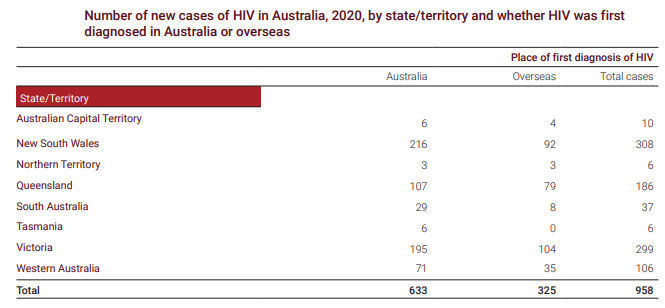 Number of new cases of HIV in Australia, 2020, by state/territory and whether HIV was first
diagnosed in Australia or overseas
Place of first diagnosis of HIV
Australia Overseas Total cases
State/Territory
Australian Capital Territory 6 4 10
New South Wales 216 92 308
Northern Territory 3 3 6
Queensland 107 79 186
South Australia 29 8 37
Tasmania 6 0 6
Victoria 195 104 299
Western Australia 71 35 106
Total 633 325 958